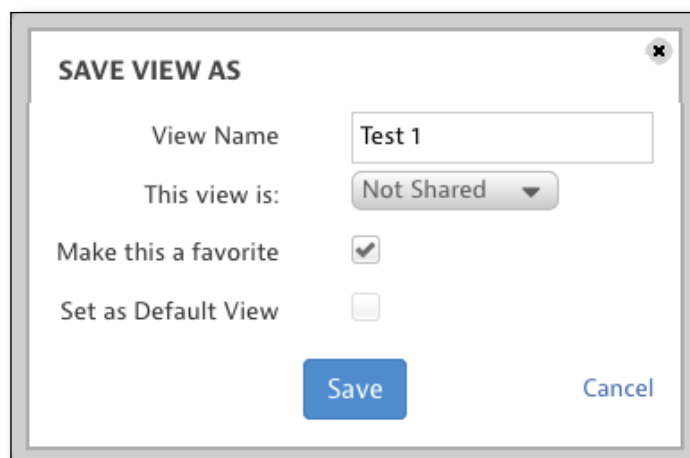 SAVE VIEW AS
View Name
Test 1
This view is:
Not Shared
Make this a favorite
Set as Default View
Save
Cancel